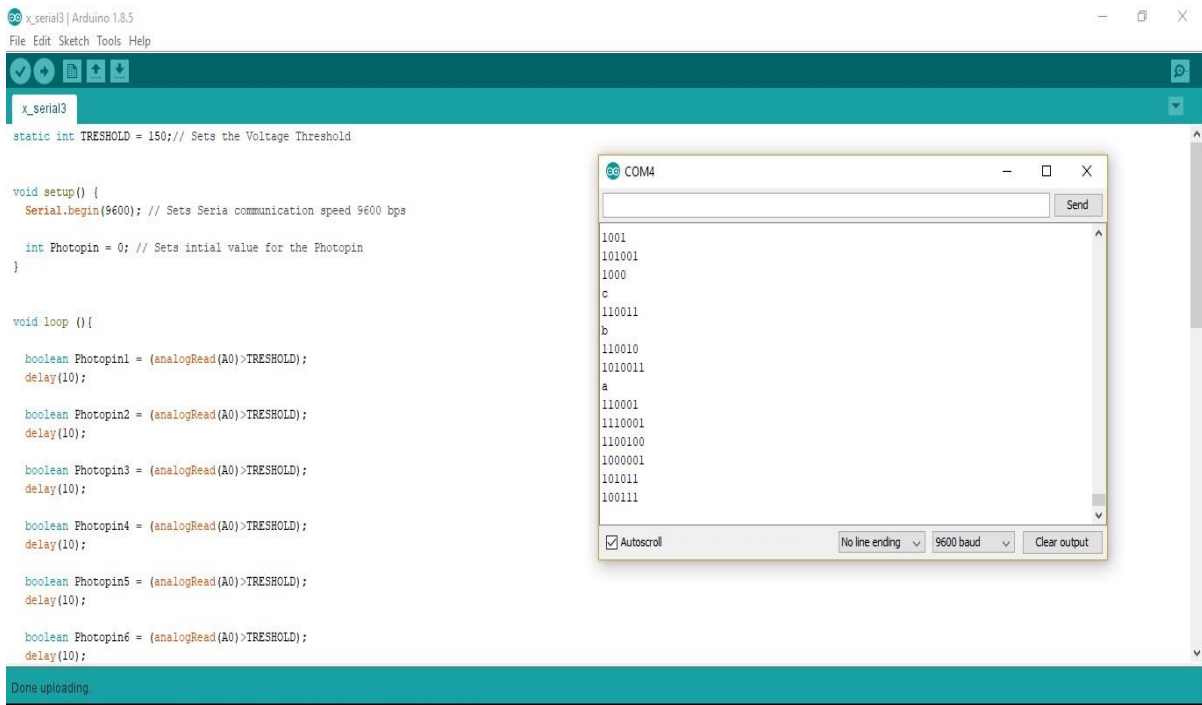 x_serial3 | Arduino 1.8.5
File Edit Sketch Tools Help
x_serial3
static int TRESHOLD = 150;// Sets the Voltage Threshold
void setup() {
Serial.begin(9600); // Sets Seria communication speed 9600 bps
int Photopin = 0; // Sets intial value for the Photopin
}
void loop (){
boolean Photopin1 = (analogRead(A0)>TRESHOLD);
delay(10);
boolean Photopin2 = (analogRead(A0)>TRESHOLD);
delay(10);
boolean Photopin3 = (analogRead(A0)>TRESHOLD);
delay(10);
boolean Photopin4 = (analogRead(A0)>TRESHOLD);
delay(10);
boolean Photopin5 = (analogRead(A0)>TRESHOLD);
delay(10);
boolean Photopin6 = (analogRead(A0)>TRESHOLD);
delay(10);
COM4
Send
1001
101001
1000
c
110011
b
110010
1010011
a
110001
1110001
1100100
1000001
101011
100111
Autoscroll No line ending 9600 baud Clear output
Done uploading.